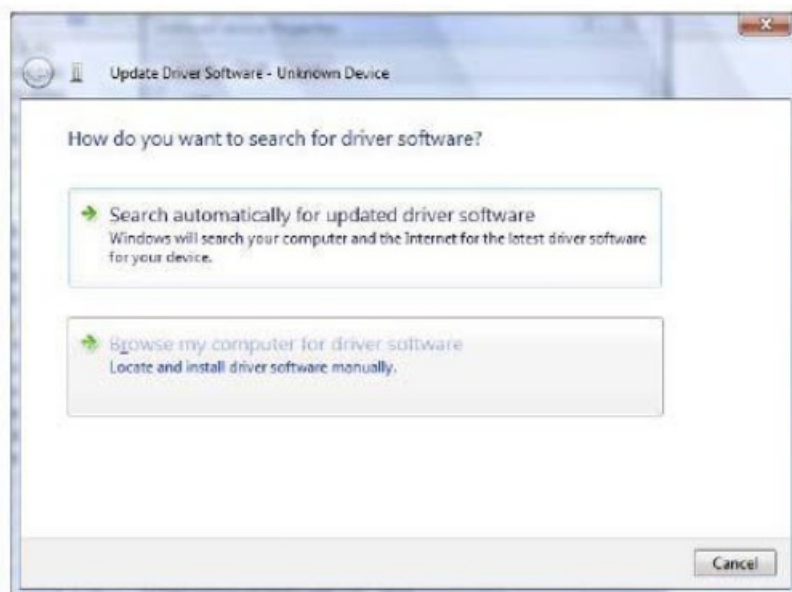 Update Driver Software - Unknown Device
How do you want to search for driver software?
Search automatically for updated driver software
Windows will search your computer and the Internet for the latest driver software
for your device.
Browse my computer for driver software
Locate and install driver software manually.
Cancel